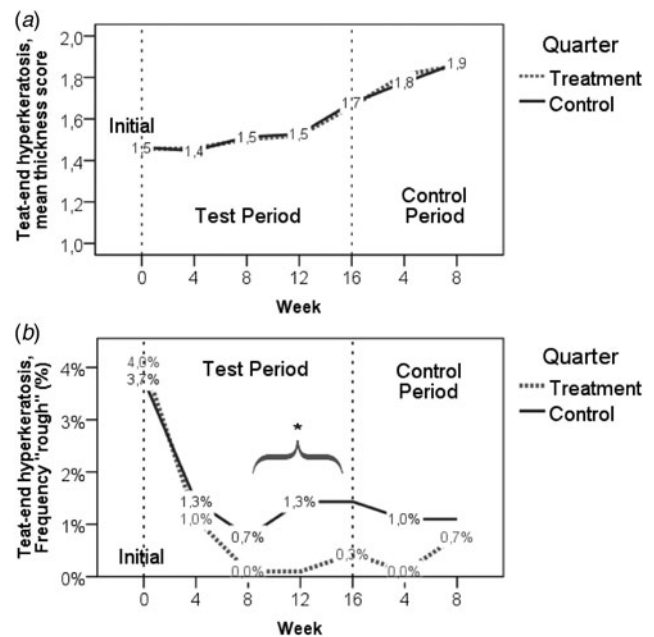 (a)
2,0
1,8
1,6
1,4
1,2
1,0
Teat-end hyperkeratosis,
mean thickness score
Initial
1,5
1,4
1,5
1,5
1,7
1,8
1,9
Test Period
Control
Period
0
4
8
12
16
4
8
Week
Quarter
Treatment
Control
(b)
4%
3%
2%
1%
0%
Teat-end hyperkeratosis,
Frequency "rough" (%)
4,0%
3,7%
Test Period
Control
Period
*
1,3%
1,0%
0,7%
1,3%
1,0%
0,0%
0,3%
0,0%
0,7%
Initial
0
4
8
12
16
4
8
Week
Quarter
Treatment
Control